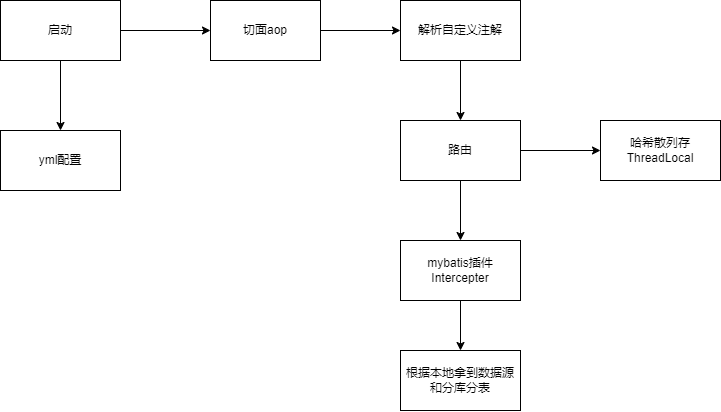 启动
切面aop
解析自定义注解
yml配置
路由
哈希散列存
ThreadLocal
mybatis插件
Intercepter
根据本地拿到数据源
和分库分表